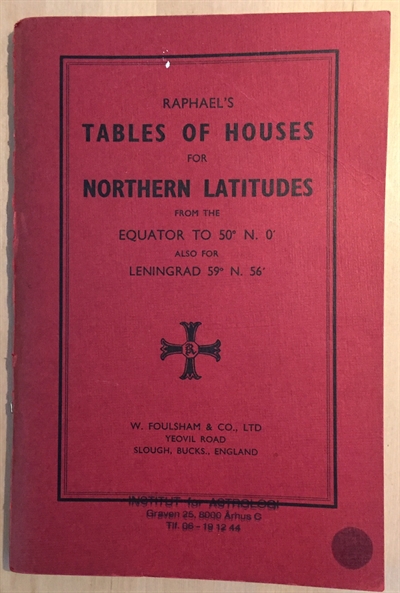 RAPHAEL'S
TABLES OF HOUSES
FOR
NORTHERN LATITUDES
FROM THE
EQUATOR TO 50° N. 0'
ALSO FOR
LENINGRAD 59° N. 56'
W. FOULSHAM & CO., LTD
YEOVIL ROAD
SLOUGH, BUCKS., ENGLAND
INSTITUT for ASTROLOGI
Graven 25, 8000 Århus C
Tlf. 06 - 19 12 44